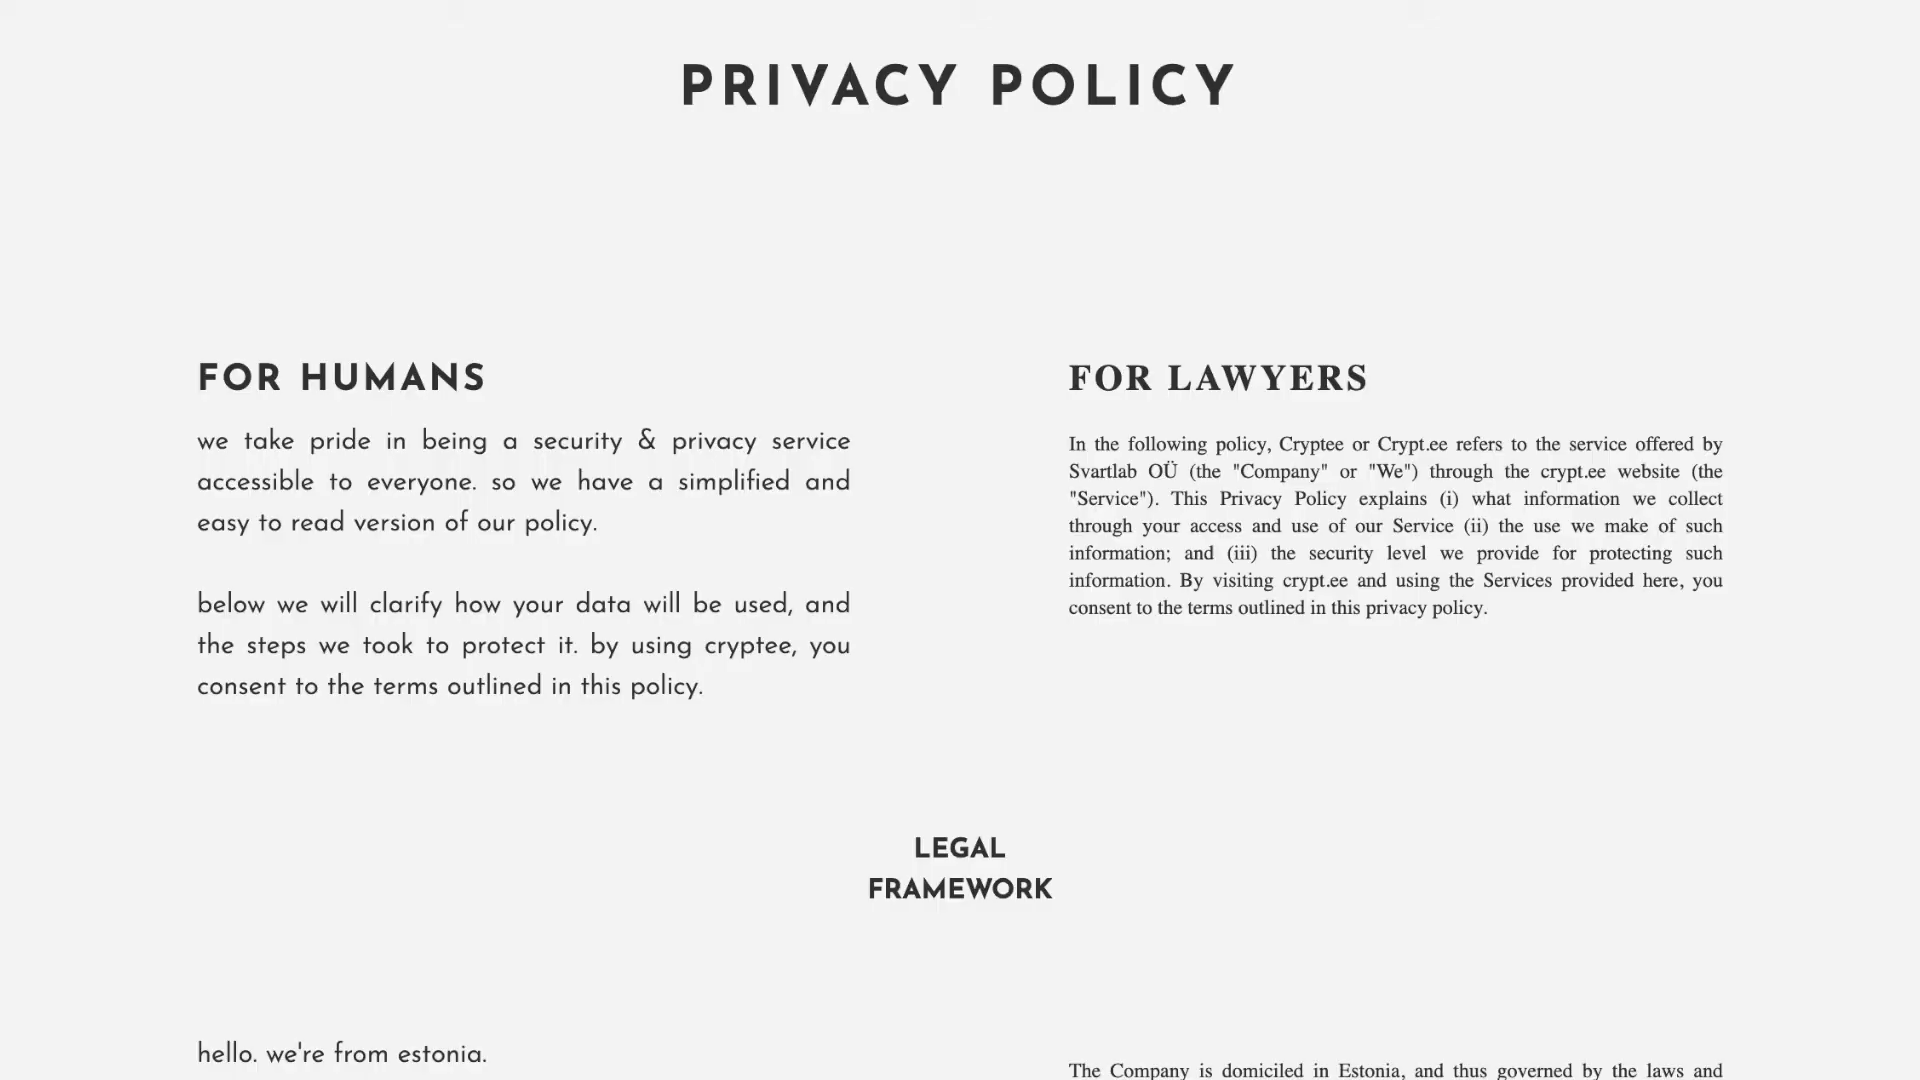 PRIVACY POLICY
FOR HUMANS
we take pride in being a security & privacy service
accessible to everyone. so we have a simplified and
easy to read version of our policy.
below we will clarify how your data will be used, and
the steps we took to protect it. by using cryptee, you
consent to the terms outlined in this policy.
FOR LAWYERS
In the following policy, Cryptee or Crypt.ee refers to the service offered by
Svartlab OÜ (the "Company" or "We") through the crypt.ee website (the
"Service"). This Privacy Policy explains (i) what information we collect
through your access and use of our Service (ii) the use we make of such
information; and (iii) the security level we provide for protecting such
information. By visiting crypt.ee and using the Services provided here, you
consent to the terms outlined in this privacy policy.
LEGAL
FRAMEWORK
hello. we're from estonia.
The Company is domiciled in Estonia, and thus governed by the laws and